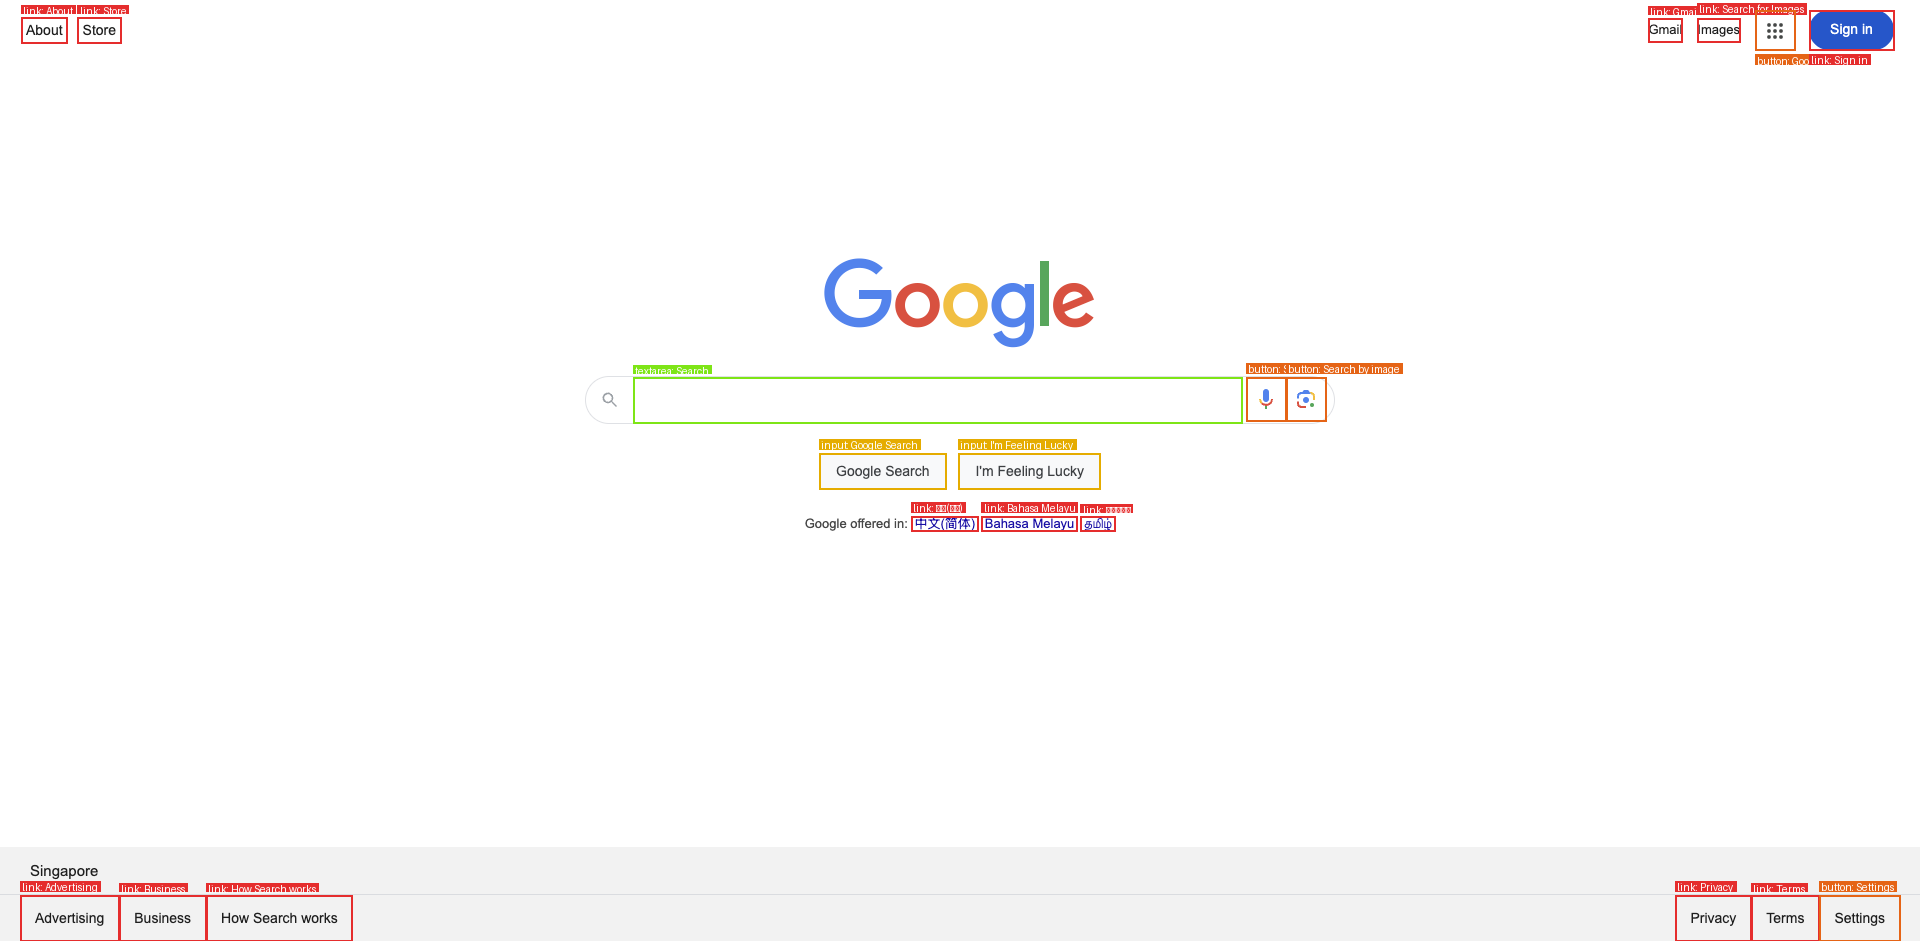 link: About link: Store
About Store
link: Gmai link: Search for Images
Gmail Images Sign in
button: Goo link: Sign in
Google
textarea: Search
button: S button: Search by image
input: Google Search input: I'm Feeling Lucky
Google Search I'm Feeling Lucky
link: link: Bahasa Melayu link:
Google offered in: 中文(简体) Bahasa Melayu தமிழ்
Singapore
link: Advertising link: Business link: How Search works link: Privacy link: Terms button: Settings
Advertising Business How Search works Privacy Terms Settings